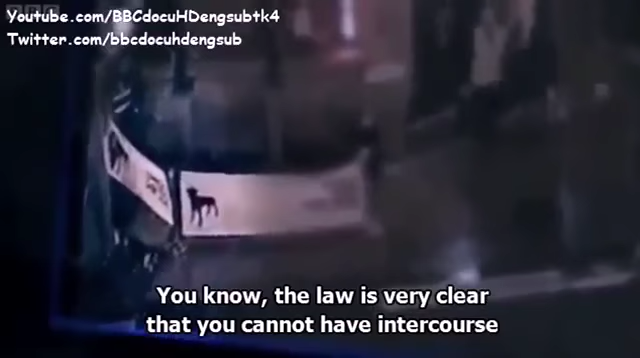 Youtube.com/BBCdocuHDengsubtk4
Twitter.com/bbcdocuhdengsub
You know, the law is very clear
that you cannot have intercourse